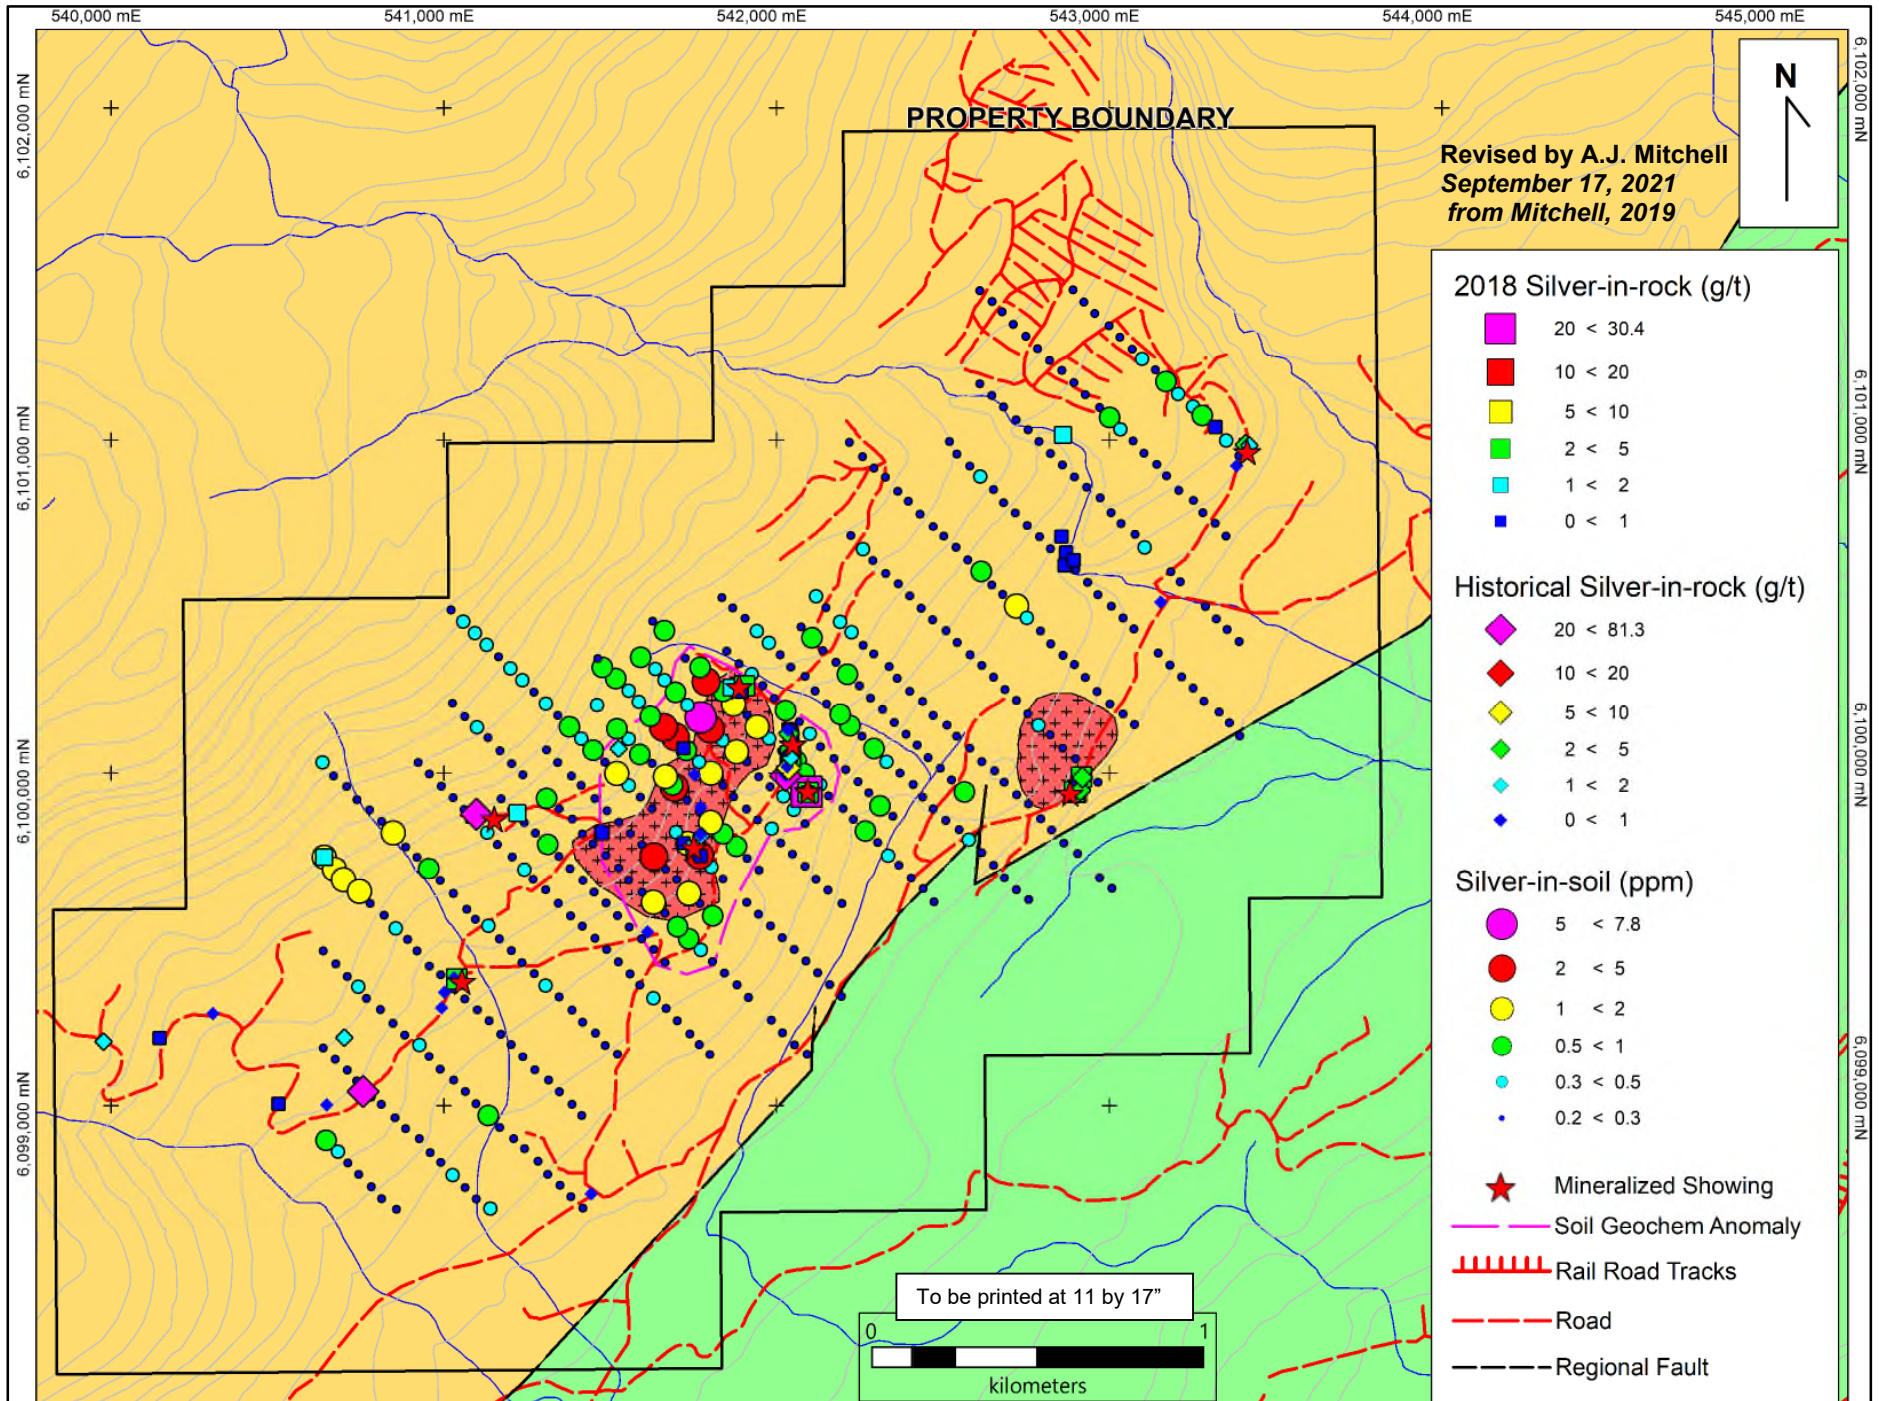 540,000 mE
541,000 mE
542,000 mE
543,000 mE
544,000 mE
545,000 mE
6,102,000 mN
6,101,000 mN
6,100,000 mN
6,099,000 mN
6,102,000 mN
6,101,000 mN
6,100,000 mN
6,099,000 mN
PROPERTY BOUNDARY
N
Revised by A.J. Mitchell
September 17, 2021
from Mitchell, 2019
2018 Silver-in-rock (g/t)
20 < 30.4
10 < 20
5 < 10
2 < 5
1 < 2
0 < 1
Historical Silver-in-rock (g/t)
20 < 81.3
10 < 20
5 < 10
2 < 5
1 < 2
0 < 1
Silver-in-soil (ppm)
5 < 7.8
2 < 5
1 < 2
0.5 < 1
0.3 < 0.5
0.2 < 0.3
Mineralized Showing
Soil Geochem Anomaly
Rail Road Tracks
Road
Regional Fault
To be printed at 11 by 17”
0 1
kilometers